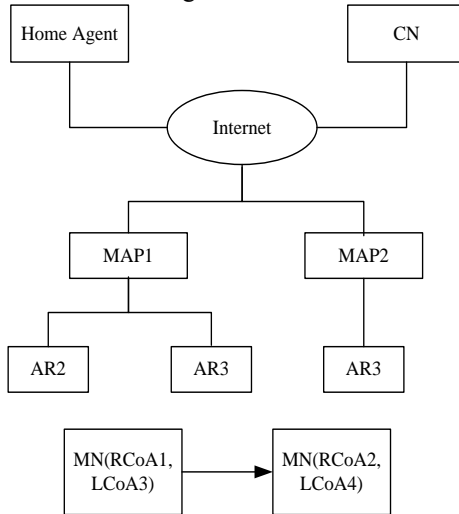 Home Agent
CN
Internet
MAP1
MAP2
AR2
AR3
AR3
MN(RCoA1,
LCoA3)
MN(RCoA2,
LCoA4)